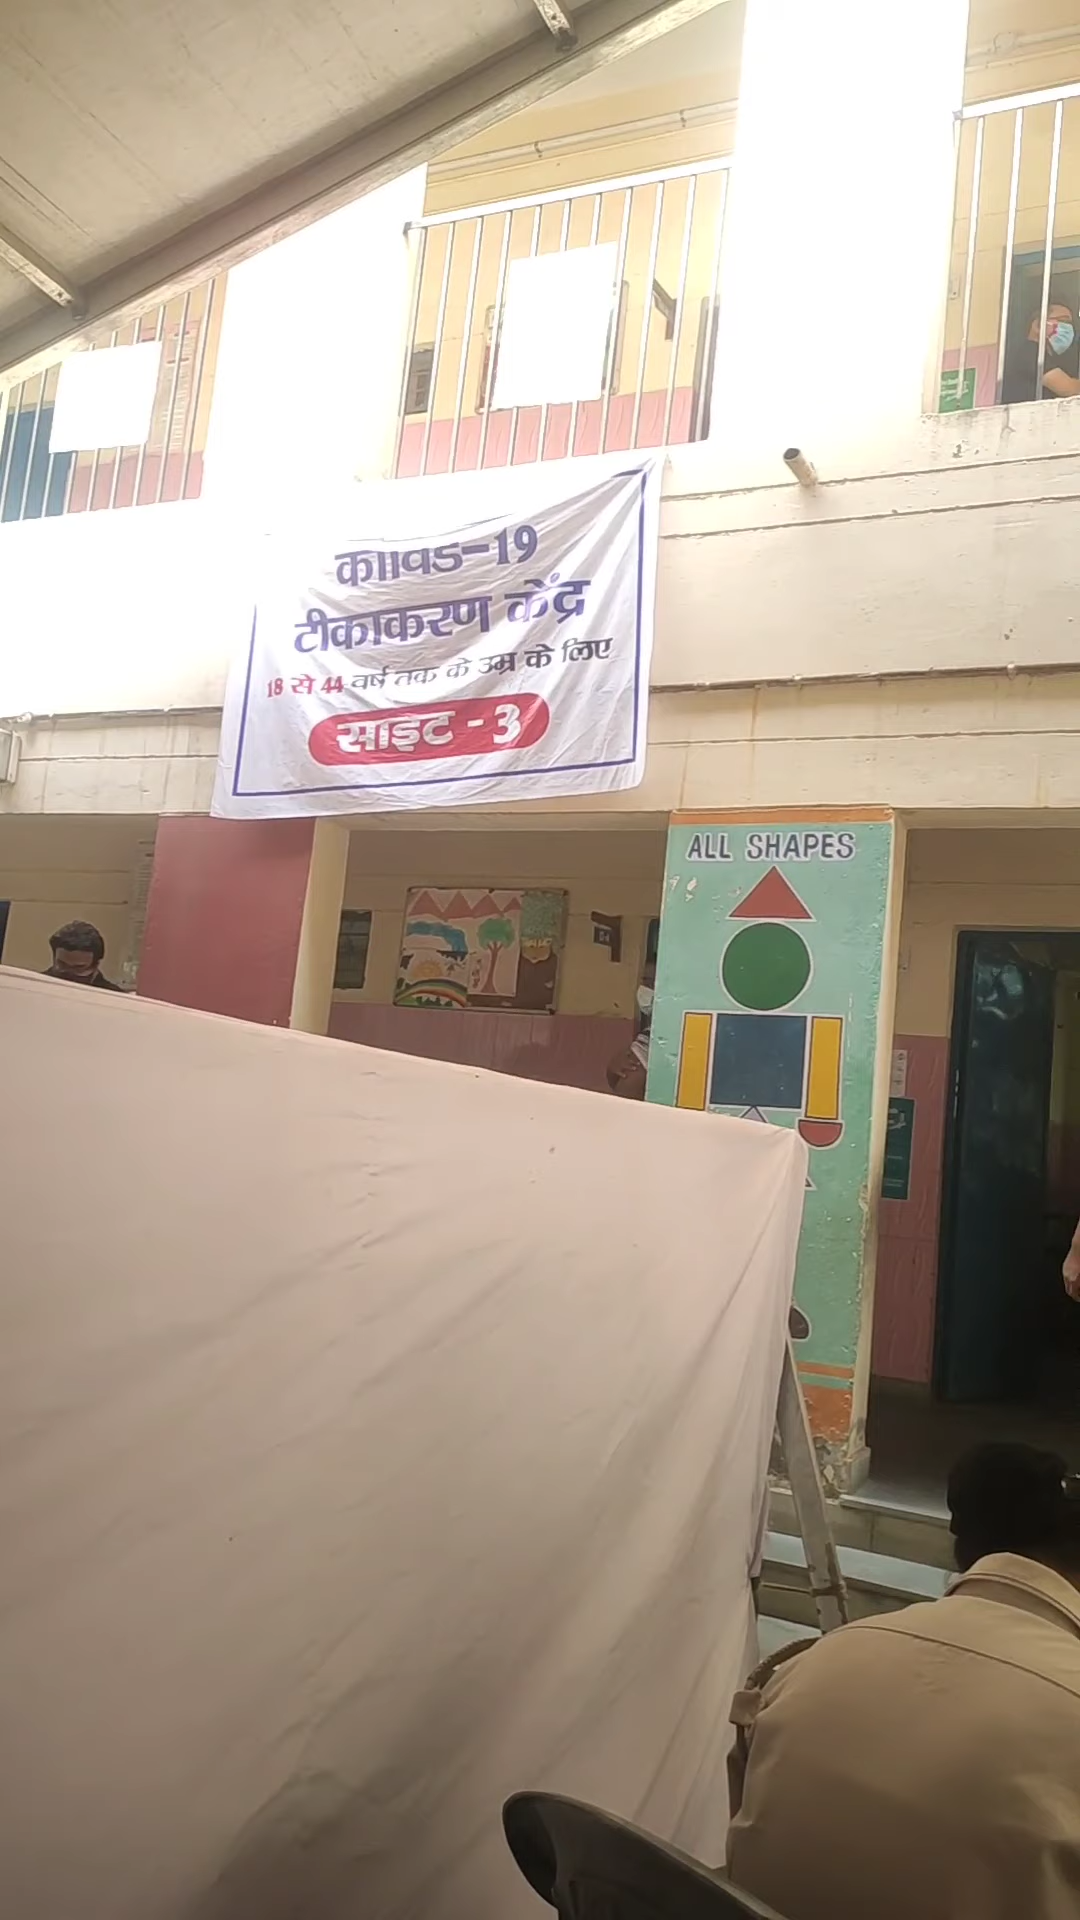 कोविड-19
टीकाकरण केंद्र
18 से 44 वर्ष तक के उम्र के लिए
साइट - 3
ALL SHAPES